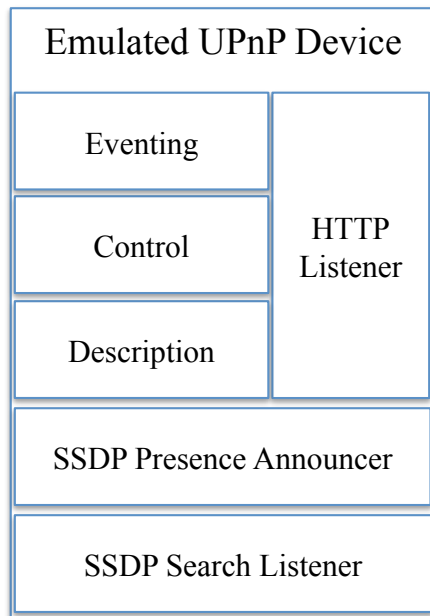 Emulated UPnP Device
Eventing
Control
Description
HTTP
Listener
SSDP Presence Announcer
SSDP Search Listener